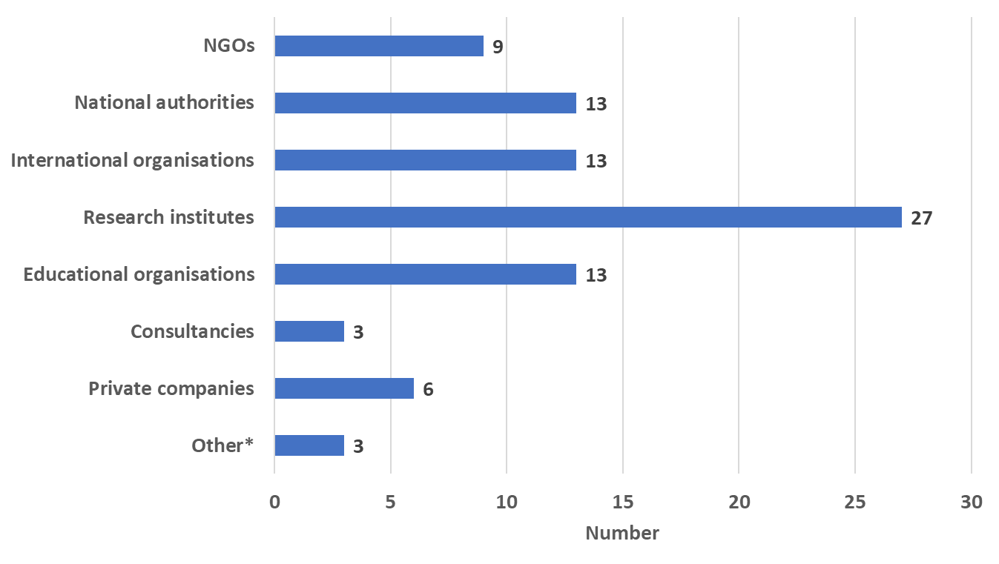 NGOs 9
National authorities 13
International organisations 13
Research institutes 27
Educational organisations 13
Consultancies 3
Private companies 6
Other* 3
0 5 10 15 20 25 30
Number